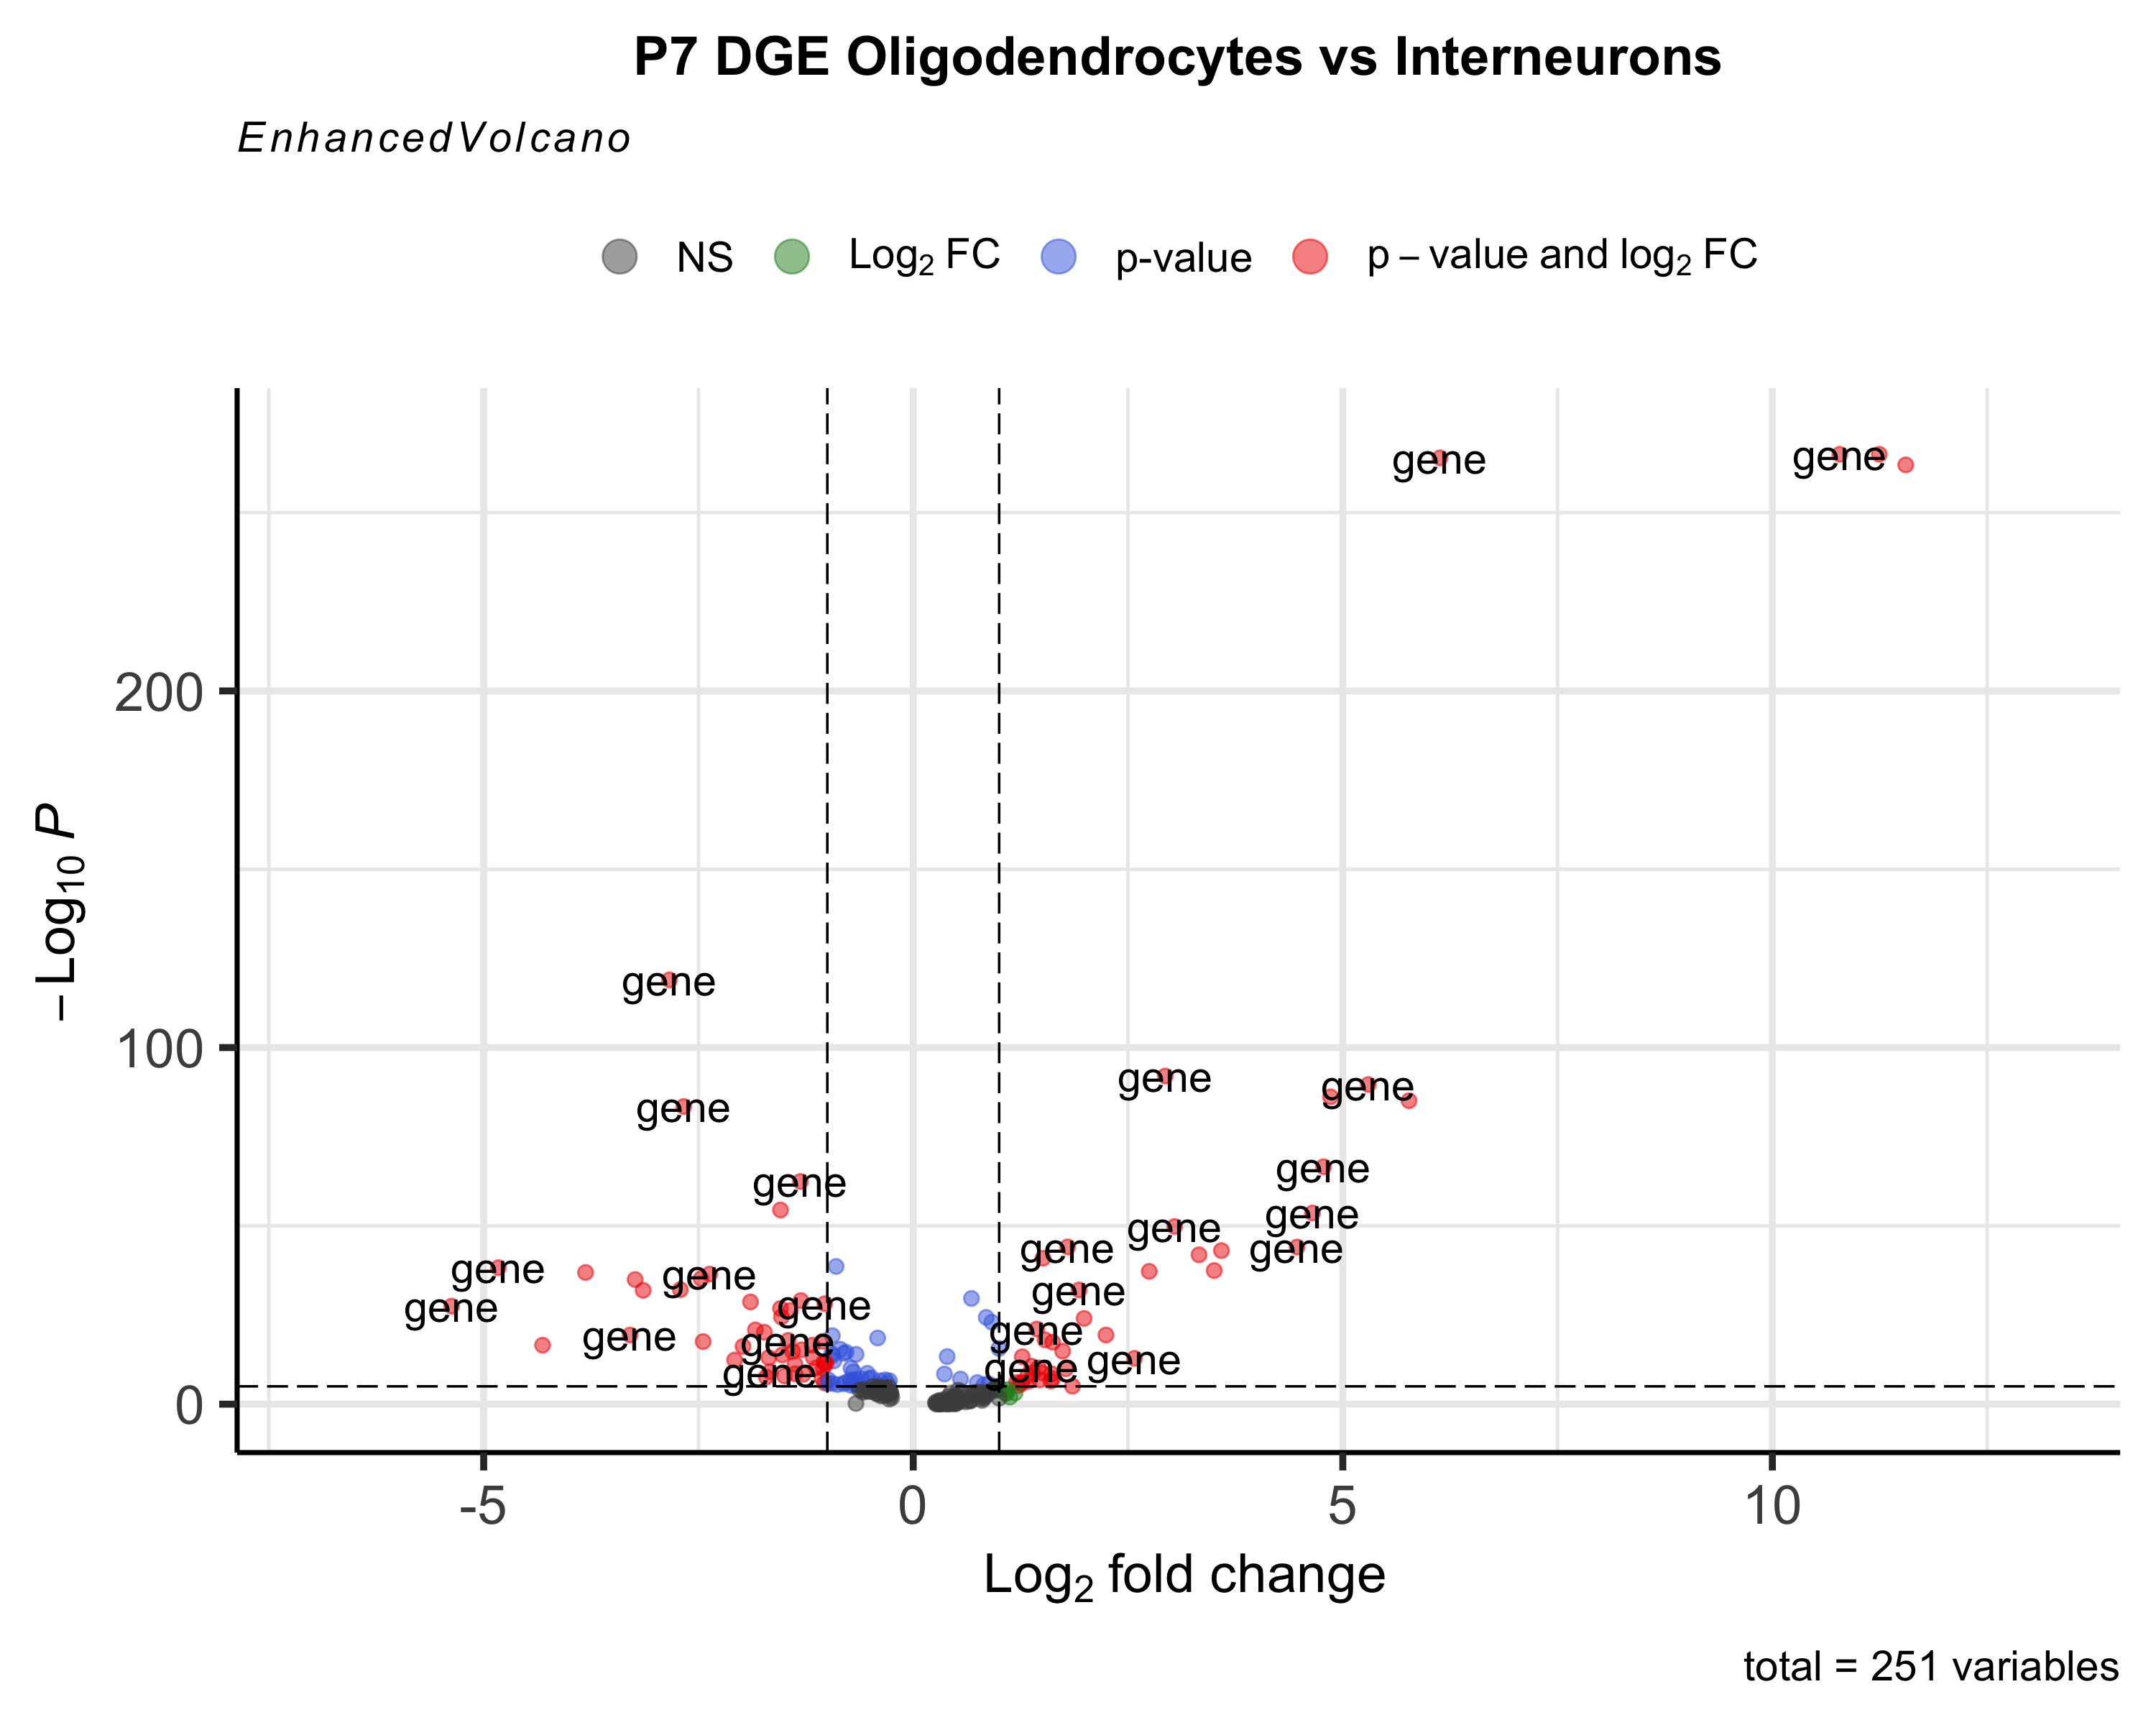 P7 DGE Oligodendrocytes vs Interneurons
EnhancedVolcano
NS Log₂ FC p-value p – value and log₂ FC
gene gene
200
gene
100
gene gene
gene
gene
gene
gene
gene
gene gene
gene
gene
gene
gene
gene
gene
gene
gene
gene
gene
gene
gene
0
-5 0 5 10
– Log₁₀ P
Log₂ fold change
total = 251 variables